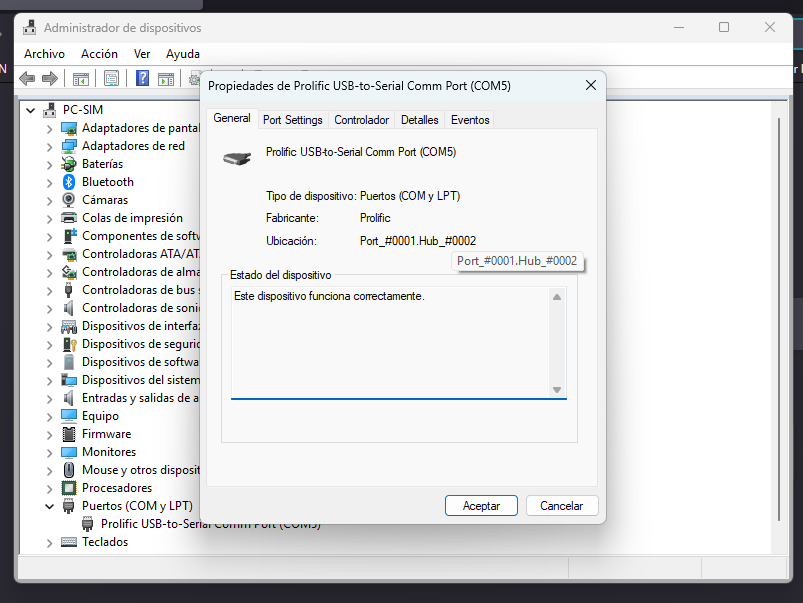 Administrador de dispositivos
Archivo Acción Ver Ayuda
N
PC-SIM
Adaptadores de pantal
Adaptadores de red
Baterías
Bluetooth
Cámaras
Colas de impresión
Componentes de softw
Controladoras ATA/ATA
Controladoras de alma
Controladoras de bus s
Controladoras de sonic
Dispositivos de interfa
Dispositivos de seguric
Dispositivos de softwa
Dispositivos del sistem
Entradas y salidas de a
Equipo
Firmware
Monitores
Mouse y otros disposit
Procesadores
Puertos (COM y LPT)
Prolific USB-to-Serial Comm Port (COM5)
Teclados
Propiedades de Prolific USB-to-Serial Comm Port (COM5)
General Port Settings Controlador Detalles Eventos
Prolific USB-to-Serial Comm Port (COM5)
Tipo de dispositivo: Puertos (COM y LPT)
Fabricante: Prolific
Ubicación: Port_#0001.Hub_#0002
Port_#0001.Hub_#0002
Estado del dispositivo
Este dispositivo funciona correctamente.
Aceptar Cancelar